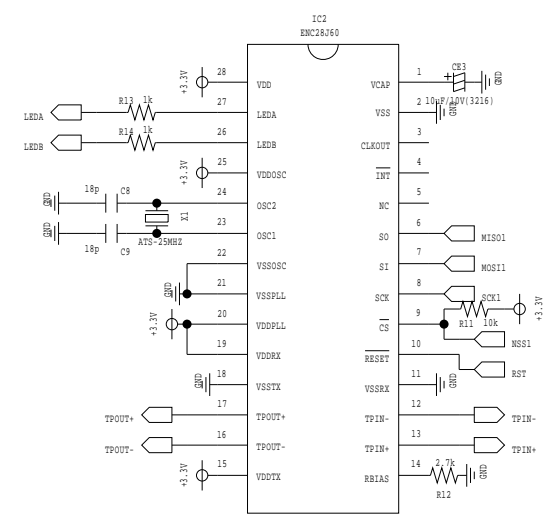 IC2
ENC28J60
+3.3V 28 VDD VCAP 1 CE3 + GND
10uF/10V(3216)
LEDA R13 1k 27 LEDA VSS 2 GND
LEDB R14 1k 26 LEDB CLKOUT 3
+3.3V 25 VDDOSC INT 4
GND 18p C8 24 OSC2 NC 5
X1
GND 18p C9 23 OSC1 SO 6 MISO1
ATS-25MHZ
22 VSSOSC SI 7 MOSI1
GND 21 VSSPLL SCK 8 SCK1
+3.3V 20 VDDPLL CS 9 R11 10k +3.3V
NSS1
19 VDDRX RESET 10 RST
GND 18 VSSTX VSSRX 11 GND
TPOUT+ 17 TPOUT+ TPIN- 12 TPIN-
TPOUT- 16 TPOUT- TPIN+ 13 TPIN+
+3.3V 15 VDDTX RBIAS 14 2.7k GND
R12